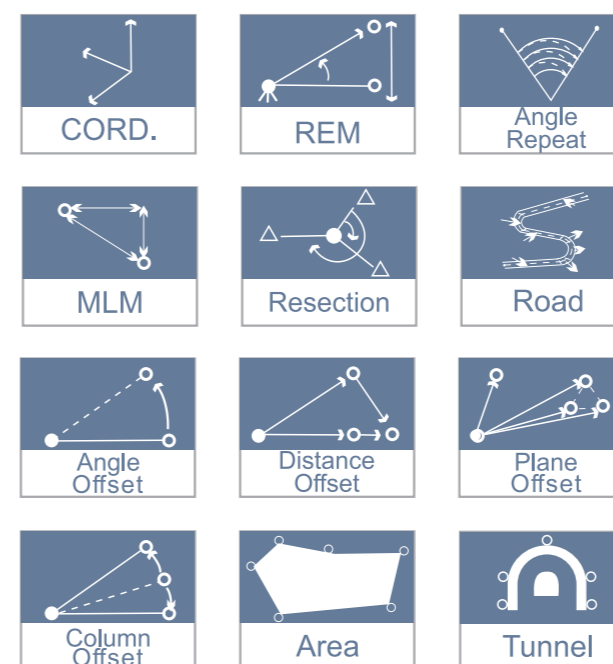 CORD.
REM
Angle
Repeat
MLM
Resection
Road
Angle
Offset
Distance
Offset
Plane
Offset
Column
Offset
Area
Tunnel